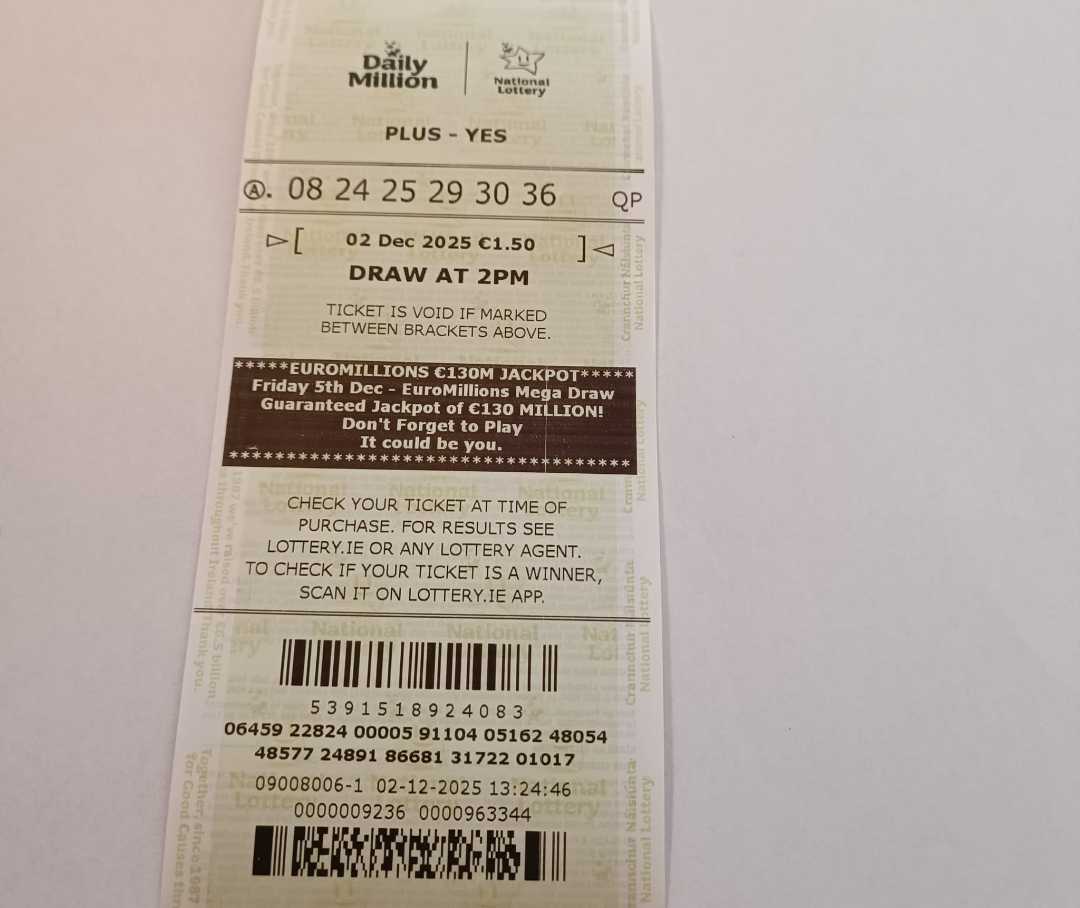 Daily
Million
National
Lottery
PLUS - YES
Ⓐ. 08 24 25 29 30 36 QP
[ 02 Dec 2025 €1.50 ]
DRAW AT 2PM
TICKET IS VOID IF MARKED
BETWEEN BRACKETS ABOVE.
*****EUROMILLIONS €130M JACKPOT*****
Friday 5th Dec - EuroMillions Mega Draw
Guaranteed Jackpot of €130 MILLION!
Don't Forget to Play
It could be you.
************************************
CHECK YOUR TICKET AT TIME OF
PURCHASE. FOR RESULTS SEE
LOTTERY.IE OR ANY LOTTERY AGENT.
TO CHECK IF YOUR TICKET IS A WINNER,
SCAN IT ON LOTTERY.IE APP.
5391518924083
06459 22824 00005 91104 05162 48054
48577 24891 86681 31722 01017
09008006-1 02-12-2025 13:24:46
0000009236 0000963344
Crannchur Náisiúnta
National Lottery